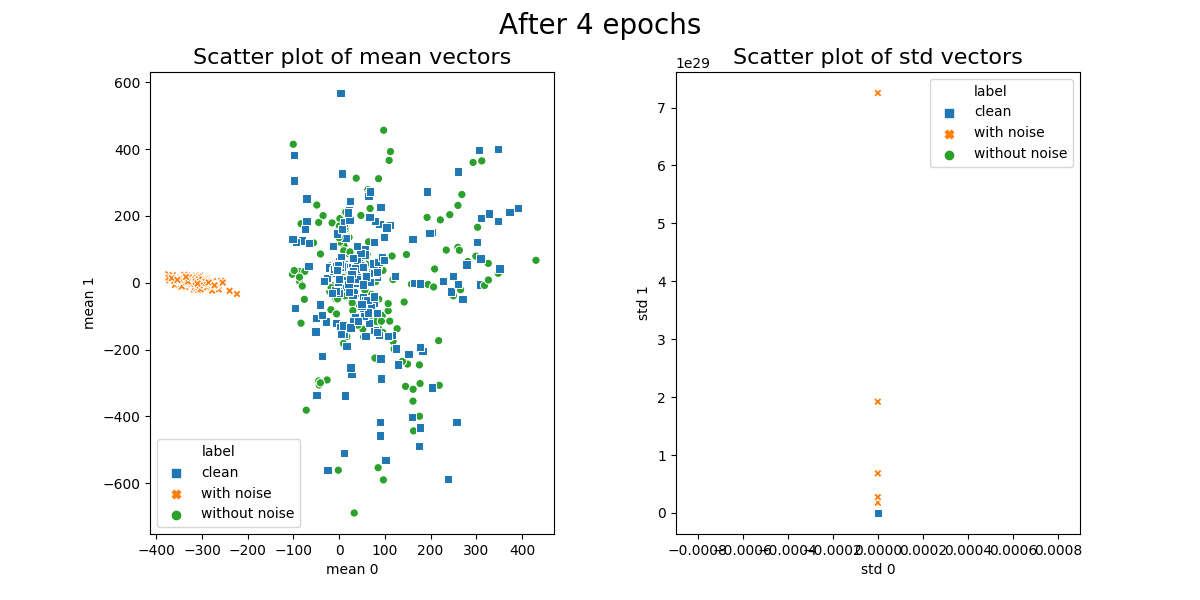 After 4 epochs
Scatter plot of mean vectors
600
400
200
0
−200
−400
−600
mean 1
label
clean
with noise
without noise
−400 −300 −200 −100 0 100 200 300 400
mean 0
Scatter plot of std vectors
1e29
7
6
5
4
3
2
1
0
std 1
label
clean
with noise
without noise
−0.0008 −0.0006 −0.0004 −0.0002 0.0000 0.0002 0.0004 0.0006 0.0008
std 0